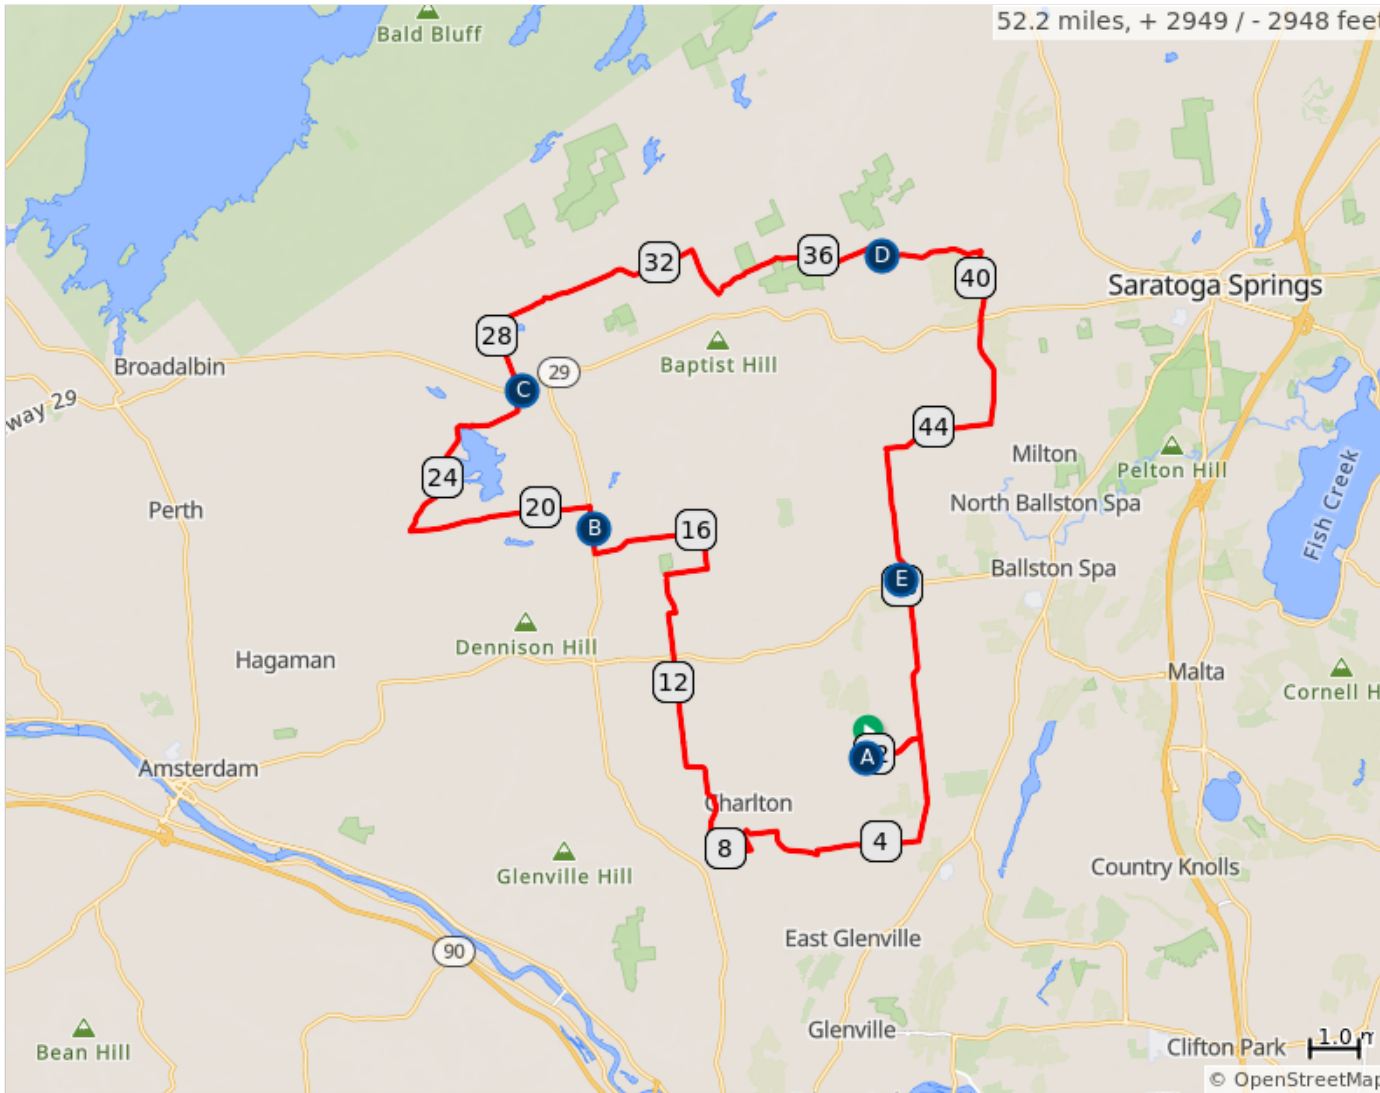 52.2 miles, + 2949 / - 2948 feet
Bald Bluff
32
36
D
40
Saratoga Springs
28
Baptist Hill
Broadalbin
29
C
way 29
44
Milton
Pelton Hill
24
North Ballston Spa
Fish Creek
Perth
20
B
16
E
Ballston Spa
Dennison Hill
Hagaman
12
Malta
Cornell H
A
2
Amsterdam
Charlton
8
4
Glenville Hill
Country Knolls
East Glenville
90
Glenville
Bean Hill
Clifton Park
1.0 m
© OpenStreetMap